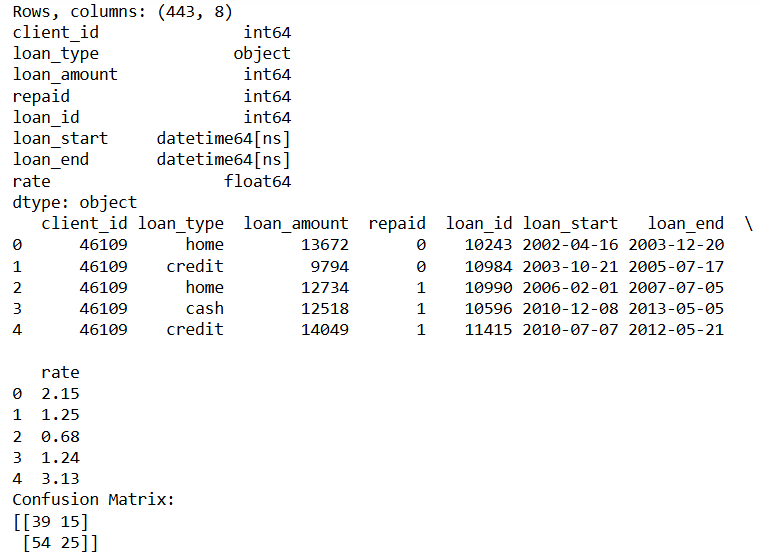 Rows, columns: (443, 8)
client_id               int64
loan_type              object
loan_amount             int64
repaid                  int64
loan_id                 int64
loan_start     datetime64[ns]
loan_end       datetime64[ns]
rate                  float64
dtype: object
   client_id loan_type  loan_amount  repaid  loan_id loan_start   loan_end  \
0      46109      home        13672       0    10243 2002-04-16 2003-12-20
1      46109    credit         9794       0    10984 2003-10-21 2005-07-17
2      46109      home        12734       1    10990 2006-02-01 2007-07-05
3      46109      cash        12518       1    10596 2010-12-08 2013-05-05
4      46109    credit        14049       1    11415 2010-07-07 2012-05-21
   rate
0  2.15
1  1.25
2  0.68
3  1.24
4  3.13
Confusion Matrix:
[[39 15]
 [54 25]]